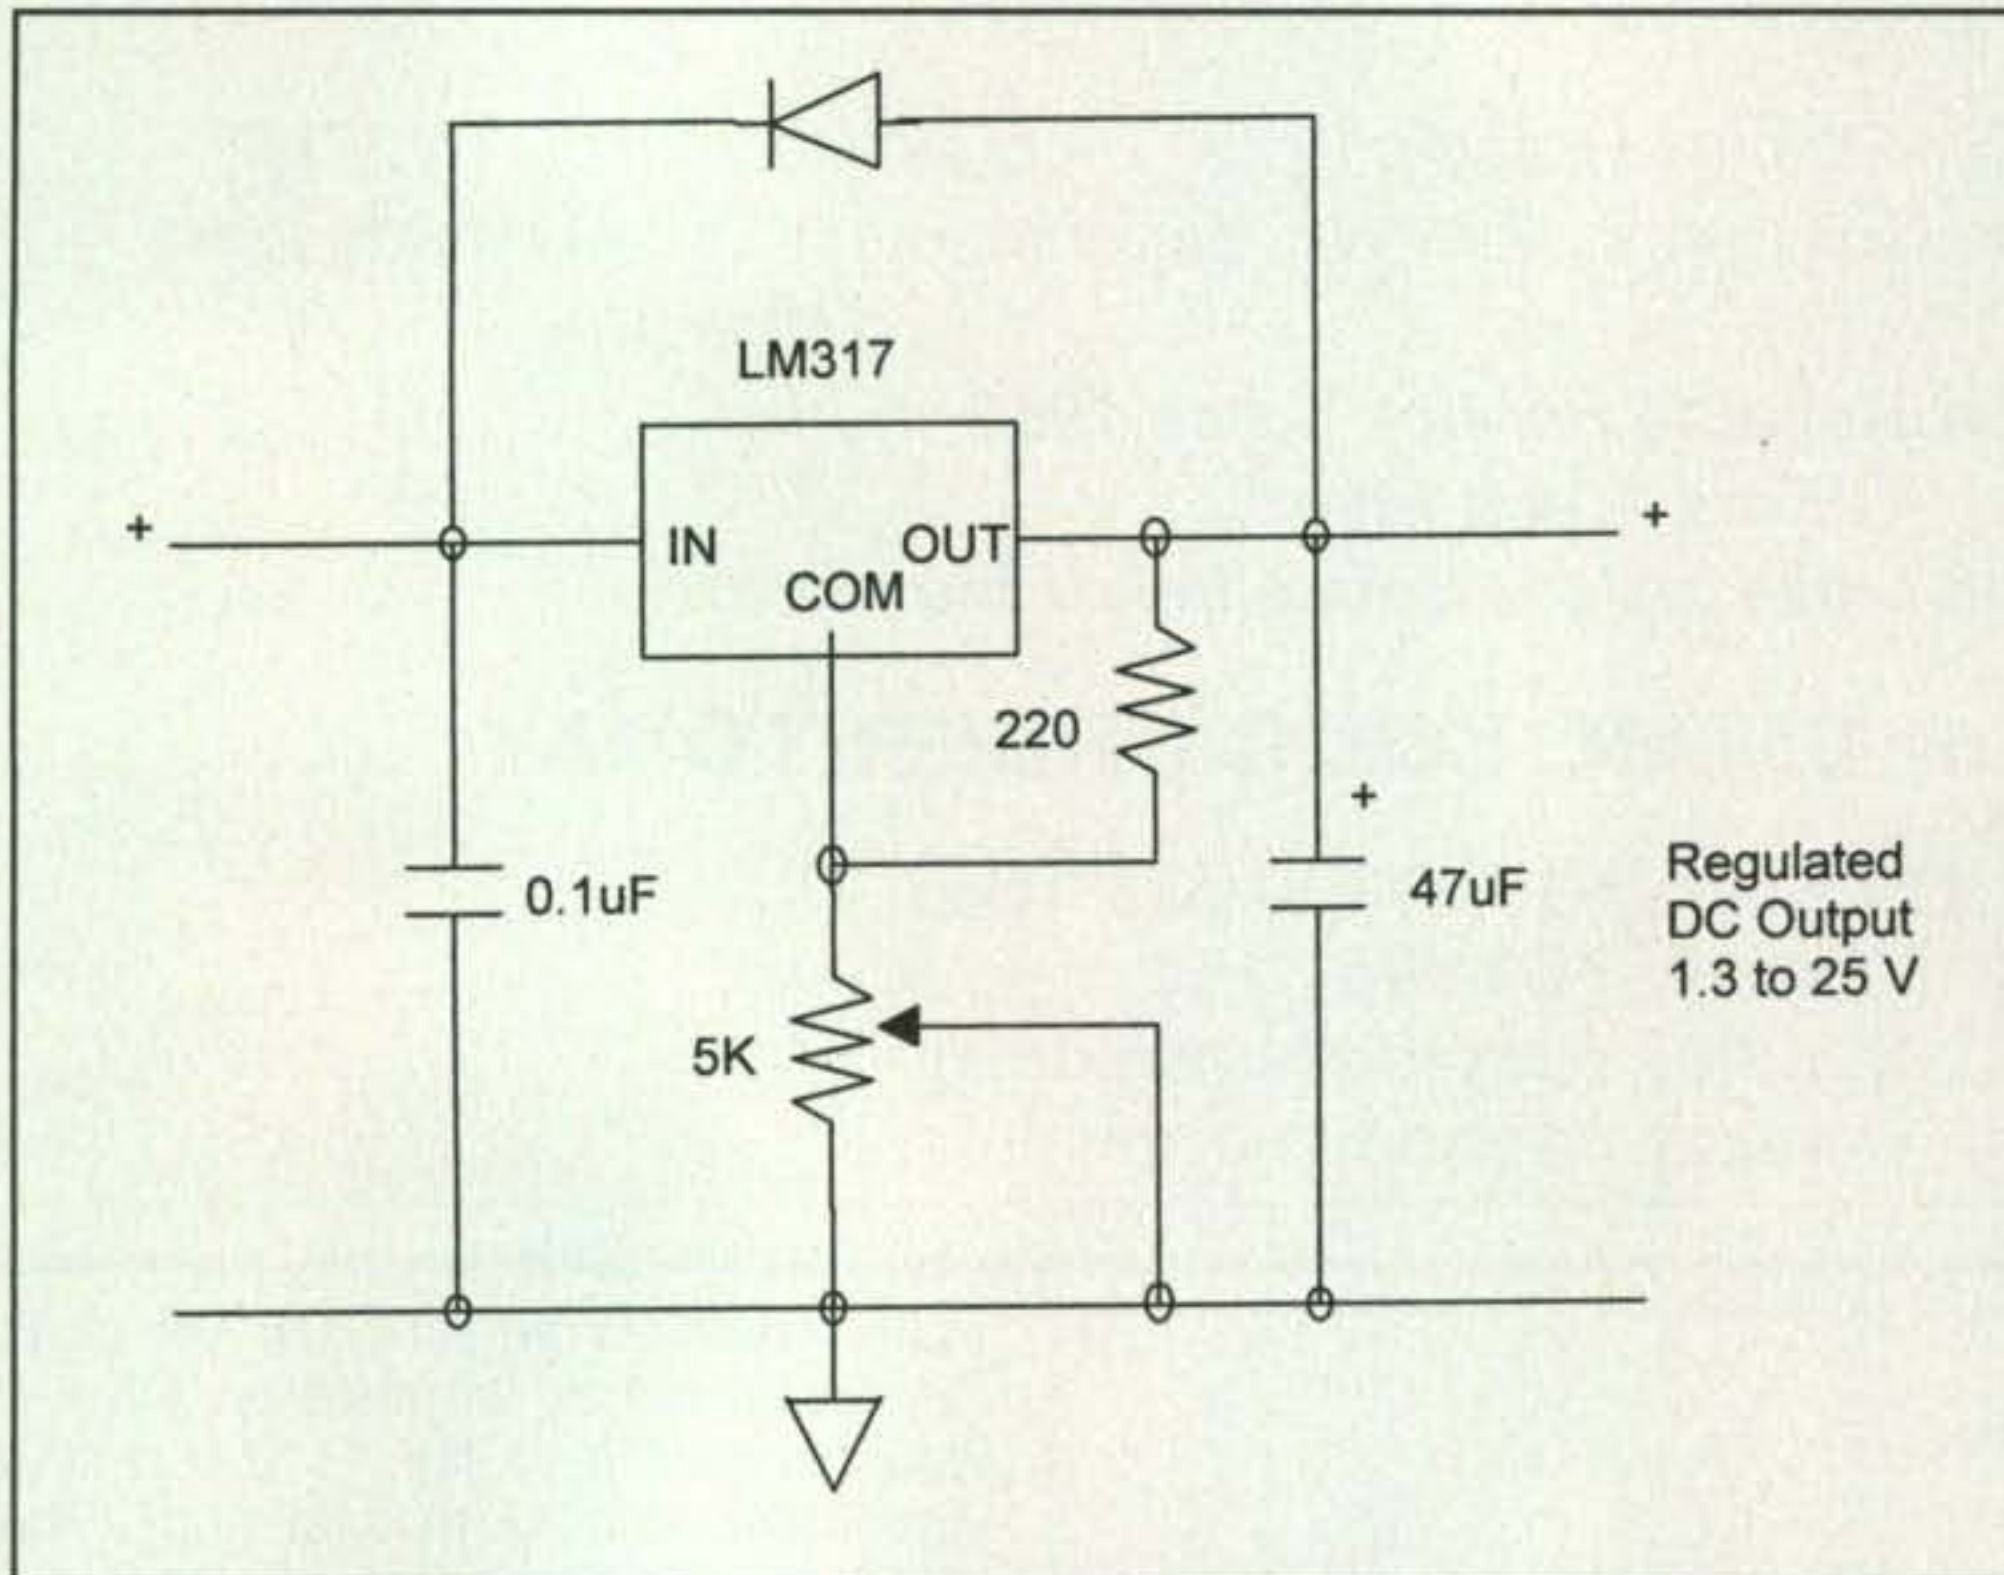 LM317
+
IN
OUT
+
COM
220
+
0.1uF
47uF
Regulated
DC Output
1.3 to 25 V
5K